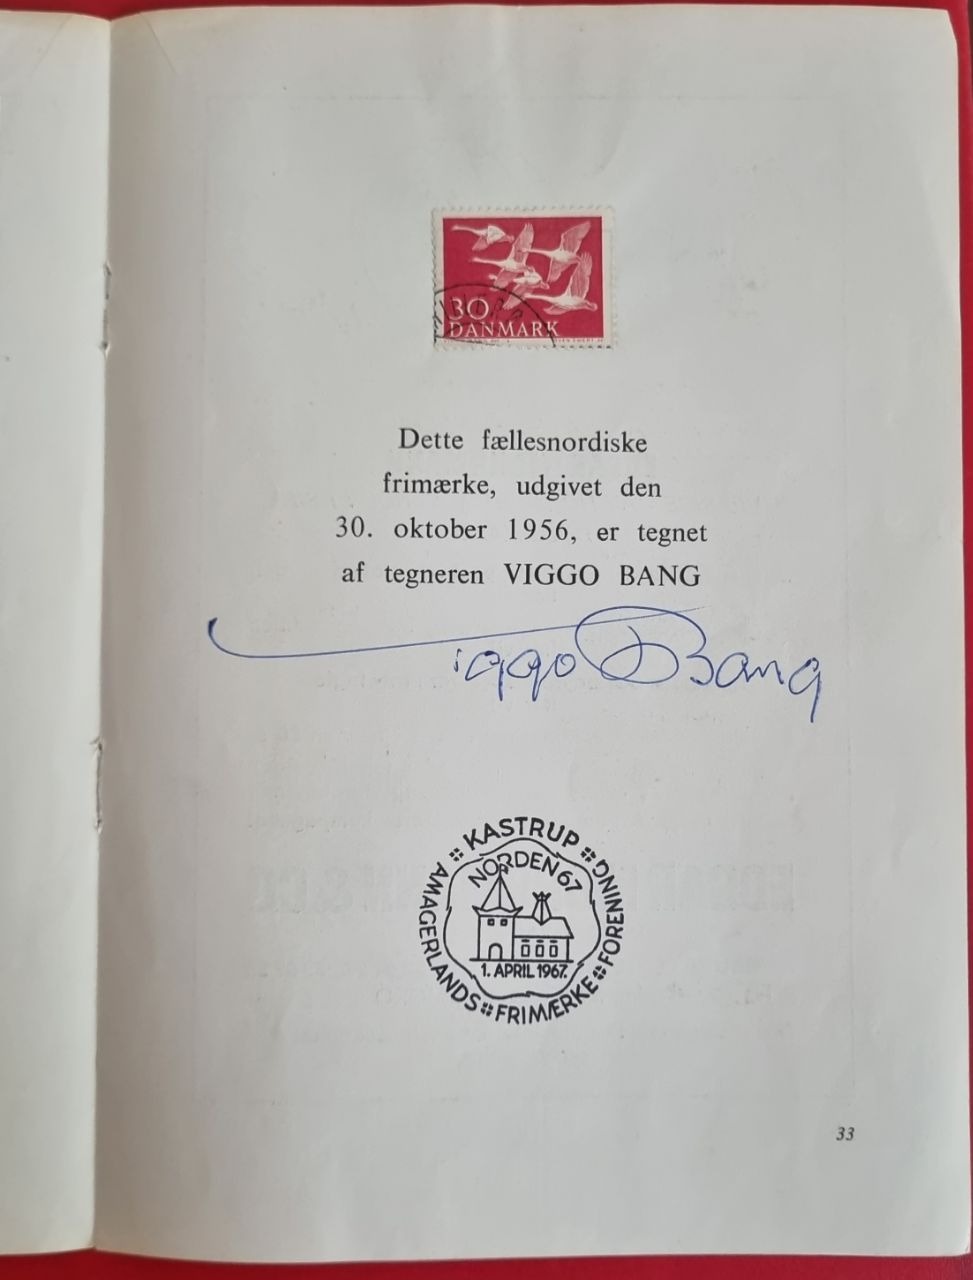 30
DANMARK
Dette fællesnordiske
frimærke, udgivet den
30. oktober 1956, er tegnet
af tegneren VIGGO BANG
Viggo Bang
KASTRUP
NORDEN 67
1. APRIL 1967.
AMAGERLANDS FRIMÆRKE FORENING
33